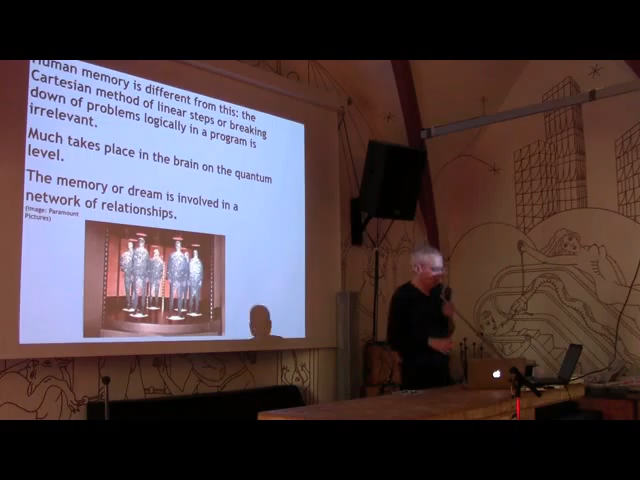 Human memory is different from this: the
Cartesian method of linear steps or breaking
down of problems logically in a program is
irrelevant.
Much takes place in the brain on the quantum
level.
The memory or dream is involved in a
network of relationships.
(Image: Paramount
Pictures)